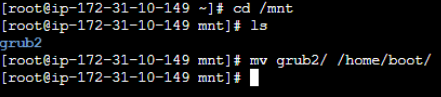 [root@ip-172-31-10-149 ~]# cd /mnt
[root@ip-172-31-10-149 mnt]# ls
grub2
[root@ip-172-31-10-149 mnt]# mv grub2/ /home/boot/
[root@ip-172-31-10-149 mnt]#